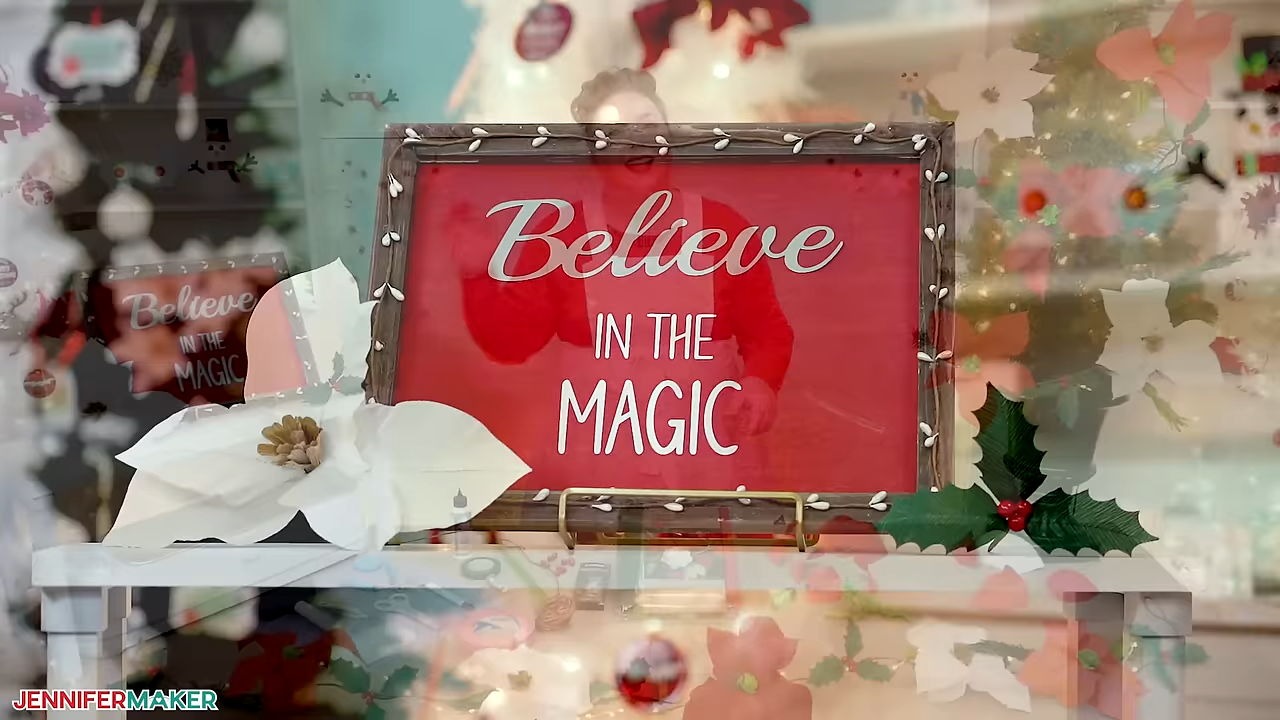 Believe
IN THE
MAGIC
Believe
IN THE
MAGIC
JENNIFERMAKER